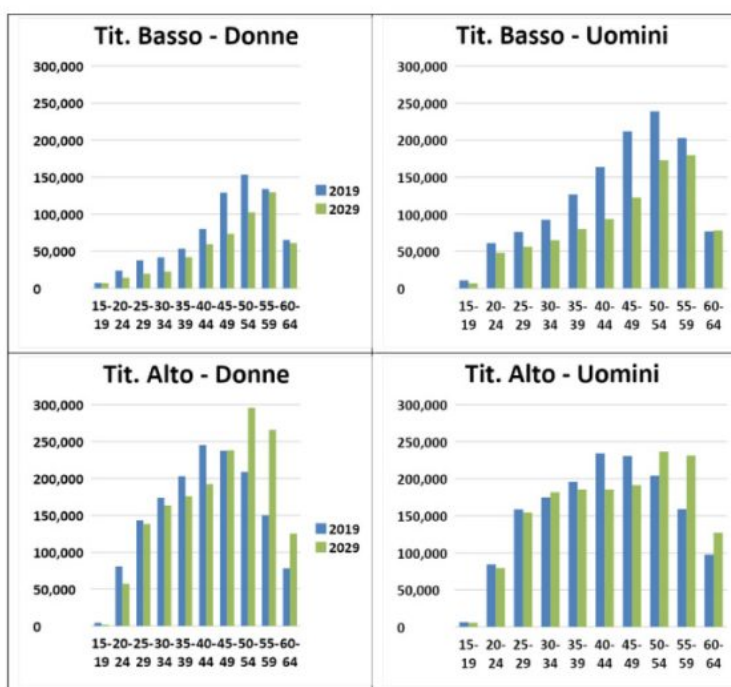 Tit. Basso - Donne
300,000
250,000
200,000
150,000
100,000
50,000
0
15- 20- 25- 30- 35- 40- 45- 50- 55- 60-
19 24 29 34 39 44 49 54 59 64
2019
2029
Tit. Basso - Uomini
300,000
250,000
200,000
150,000
100,000
50,000
0
15- 20- 25- 30- 35- 40- 45- 50- 55- 60-
19 24 29 34 39 44 49 54 59 64
Tit. Alto - Donne
300,000
250,000
200,000
150,000
100,000
50,000
0
15- 20- 25- 30- 35- 40- 45- 50- 55- 60-
19 24 29 34 39 44 49 54 59 64
2019
2029
Tit. Alto - Uomini
300,000
250,000
200,000
150,000
100,000
50,000
0
15- 20- 25- 30- 35- 40- 45- 50- 55- 60-
19 24 29 34 39 44 49 54 59 64